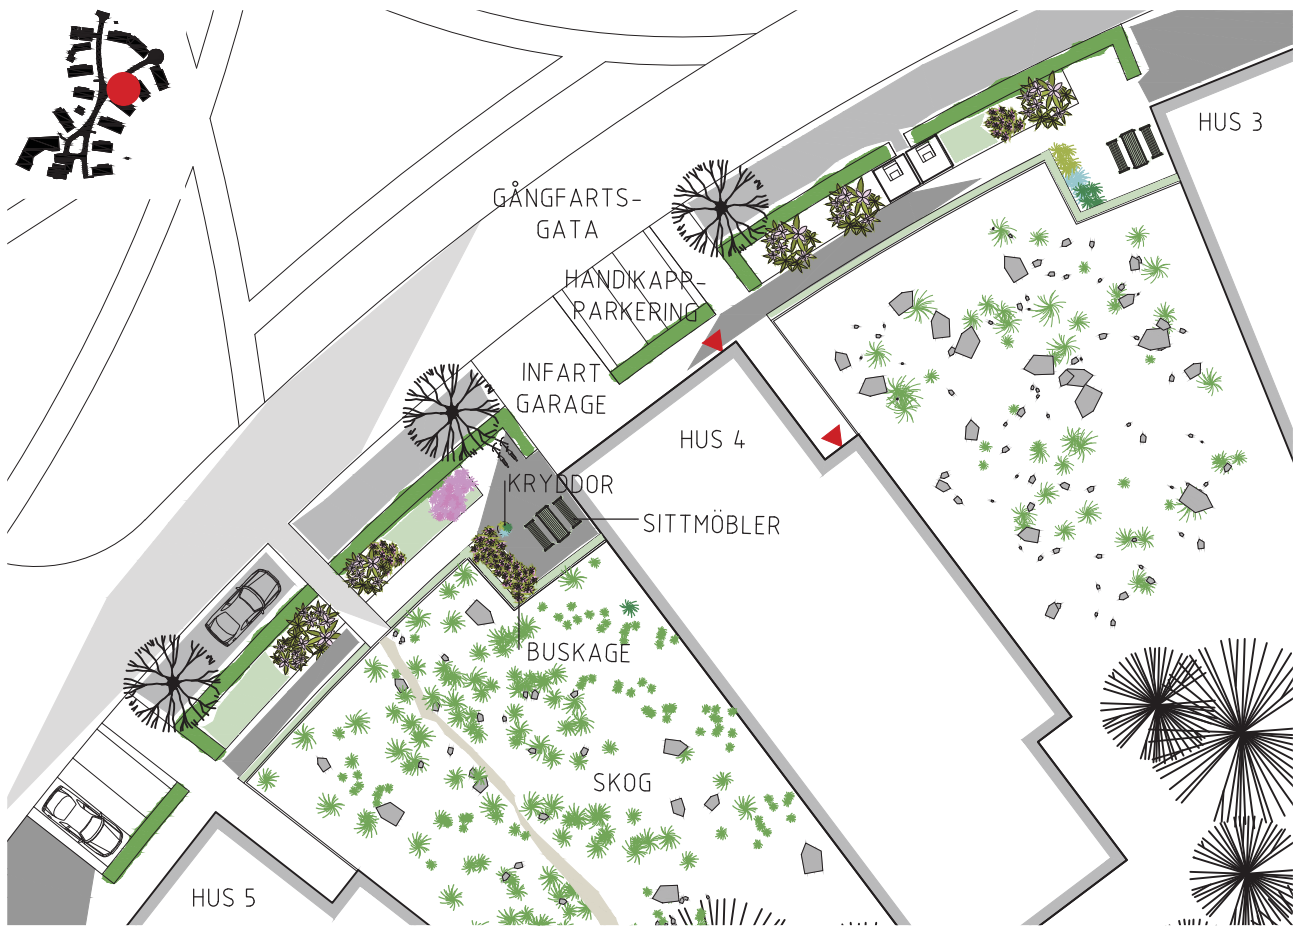 HUS 3
GÅNGFARTS-
GATA
HANDIKAPP-
PARKERING
INFART
GARAGE
HUS 4
KRYDDOR
SITTMÖBLER
BUSKAGE
SKOG
HUS 5